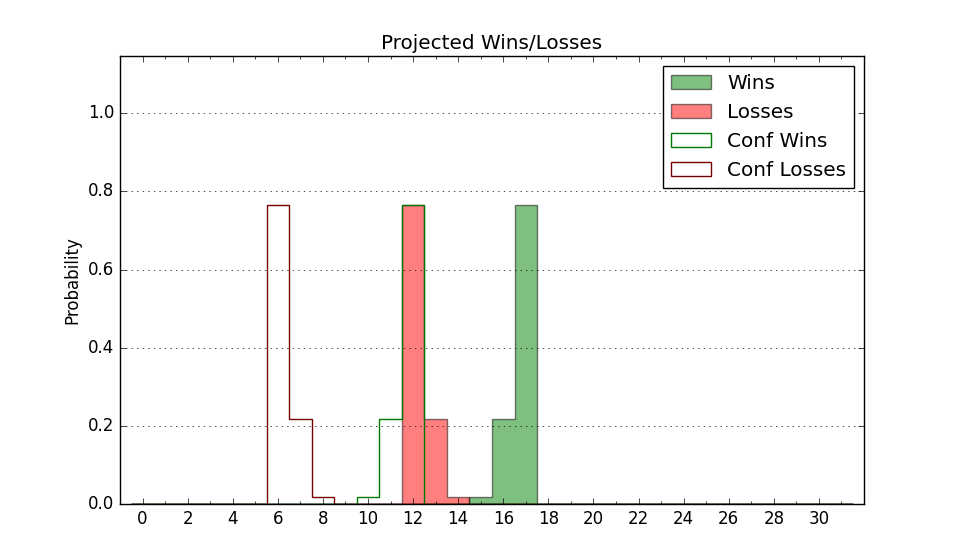 Projected Wins/Losses
Wins
Losses
Conf Wins
Conf Losses
Probability
1.0
0.8
0.6
0.4
0.2
0.0
0 2 4 6 8 10 12 14 16 18 20 22 24 26 28 30